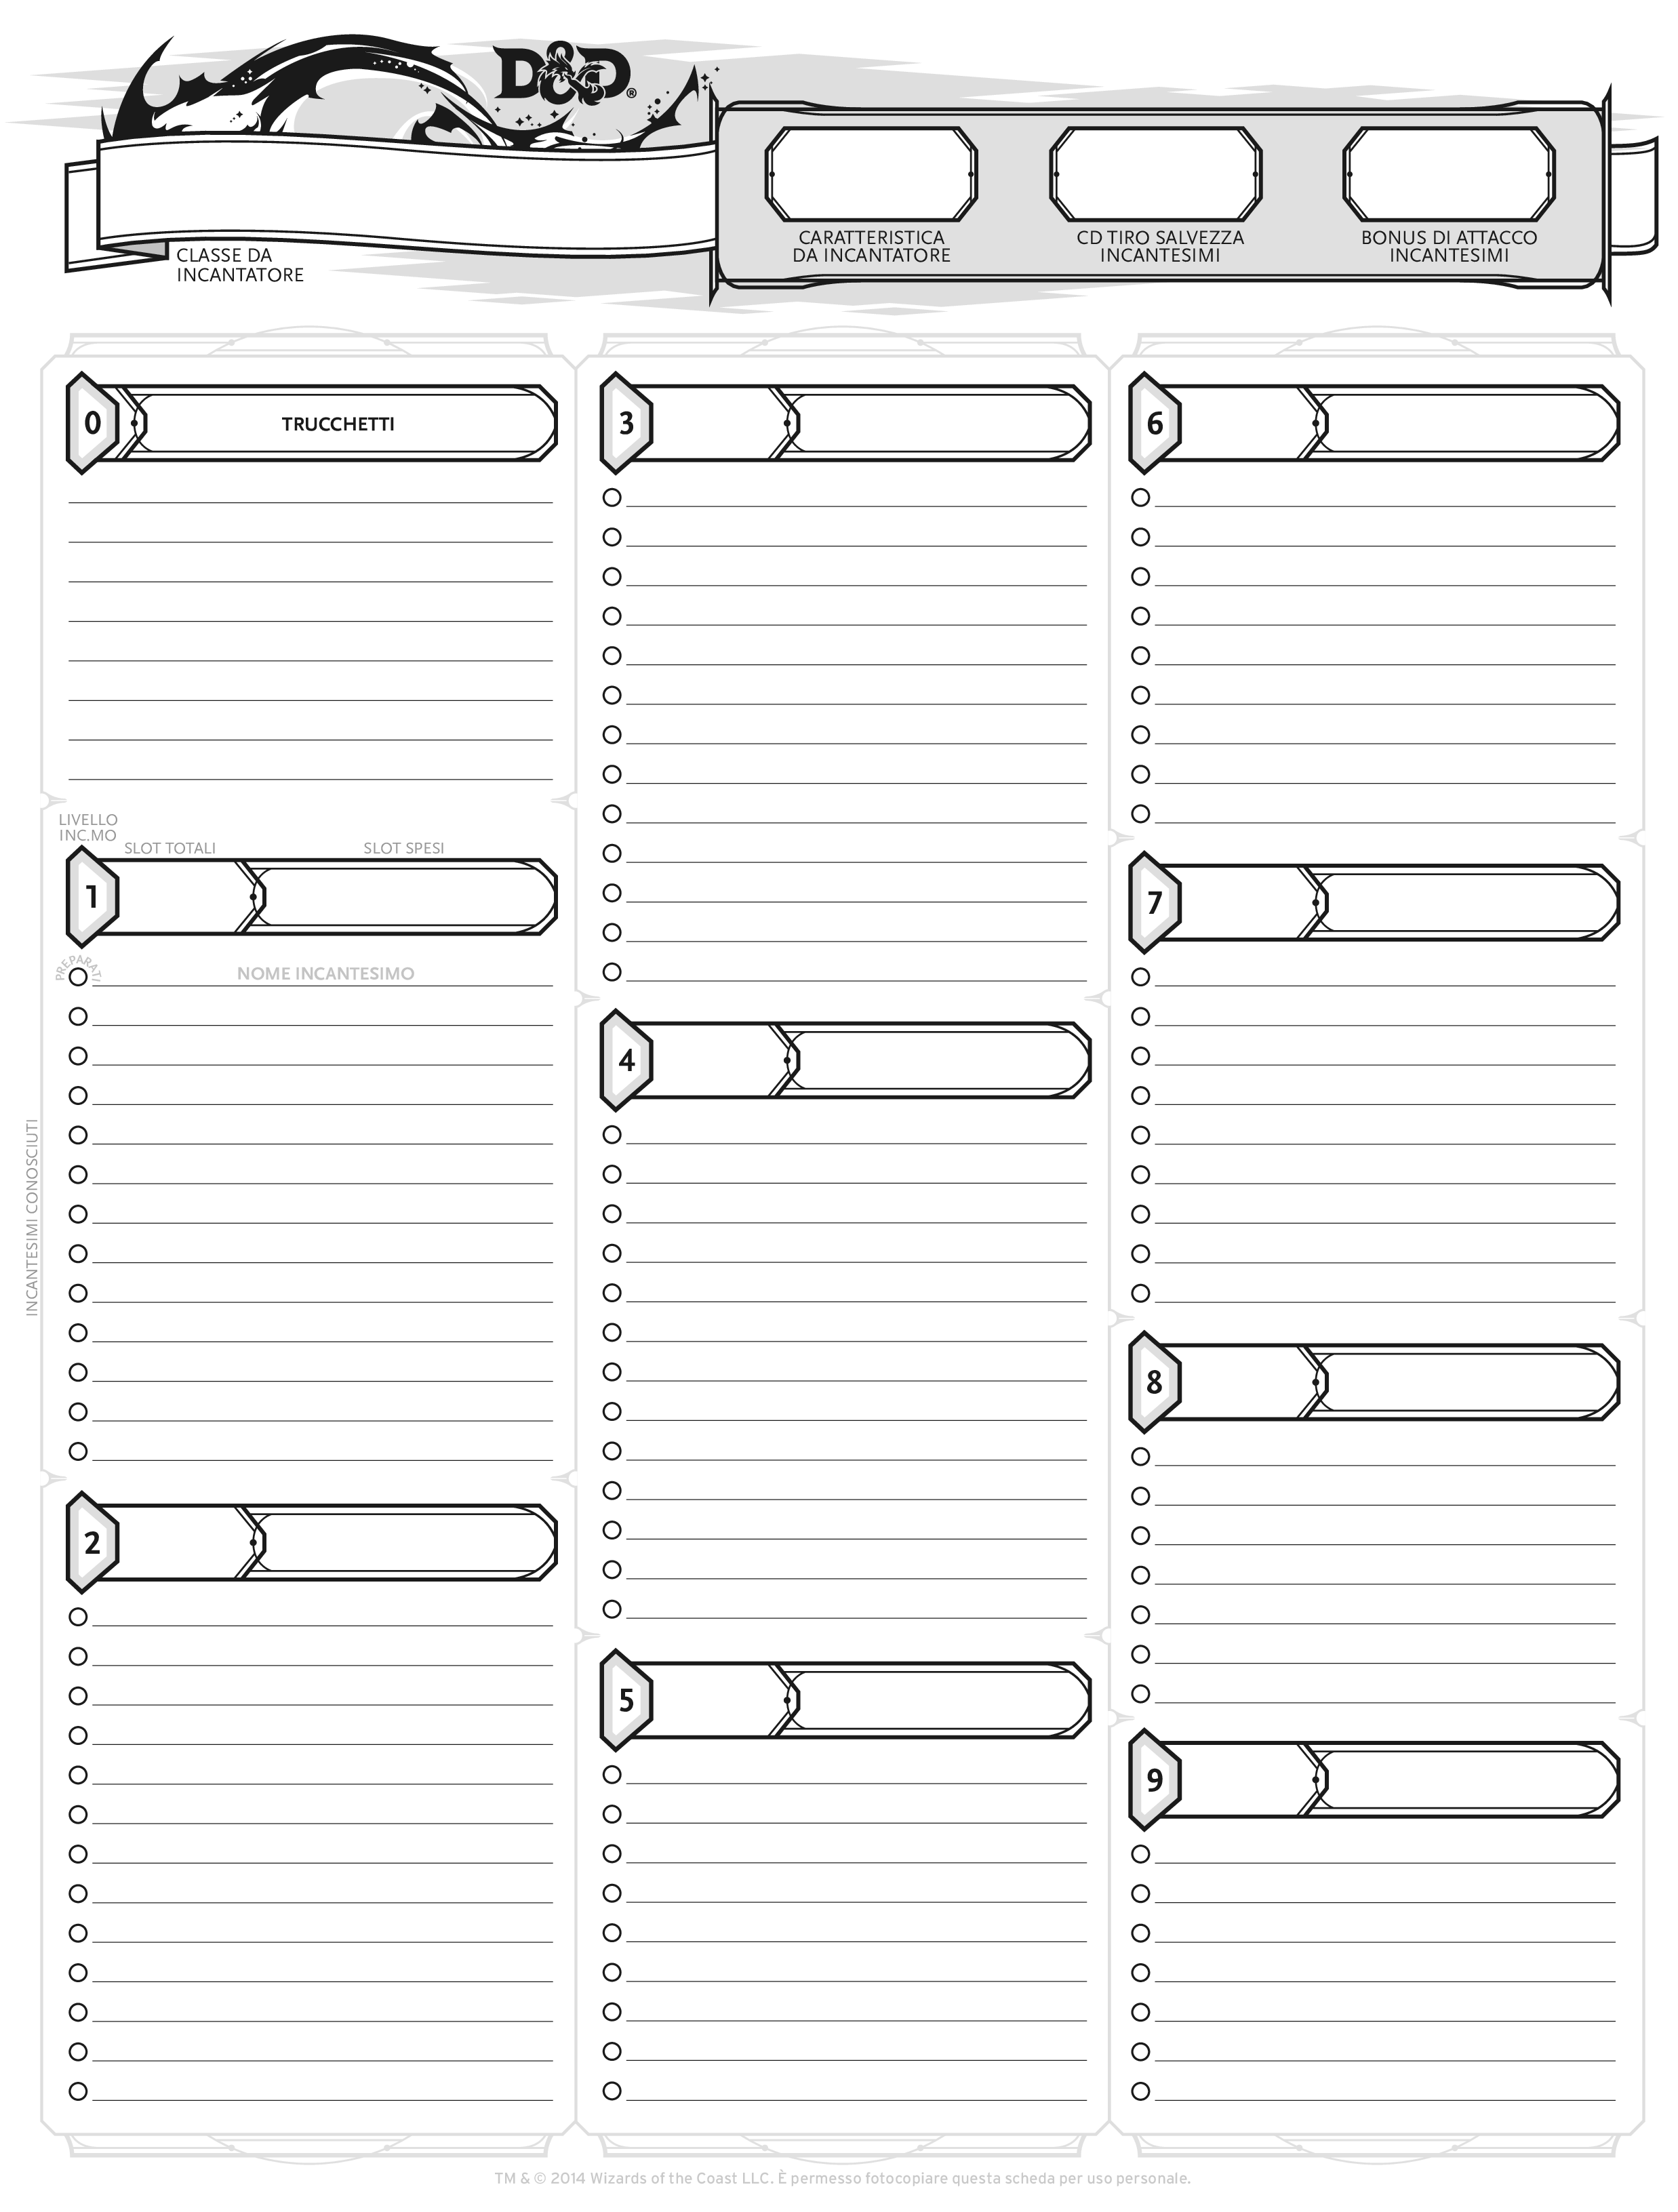 D&D®
CLASSE DA
INCANTATORE
CARATTERISTICA
DA INCANTATORE
CD TIRO SALVEZZA
INCANTESIMI
BONUS DI ATTACCO
INCANTESIMI
0
TRUCCHETTI
LIVELLO
INC.MO
SLOT TOTALI
SLOT SPESI
1
PREPARATI
NOME INCANTESIMO
INCANTESIMI CONOSCIUTI
2
3
4
5
6
7
8
9
TM & © 2014 Wizards of the Coast LLC. È permesso fotocopiare questa scheda per uso personale.